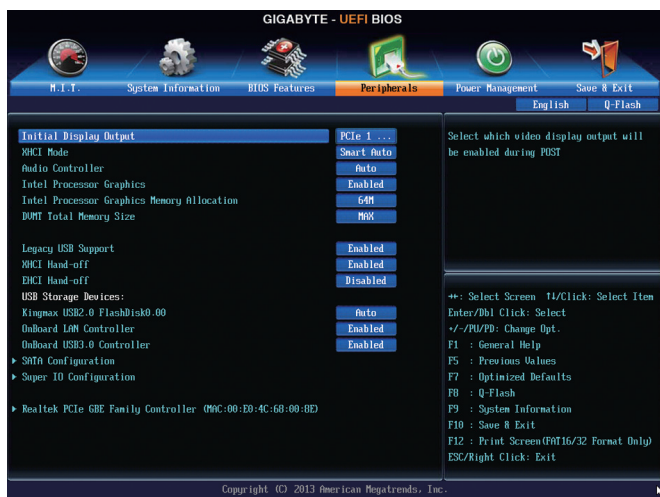 GIGABYTE - UEFI BIOS
M.I.T. System Information BIOS Features Peripherals Power Management Save & Exit
English Q-Flash
Initial Display Output PCIe 1 ...
XHCI Mode Smart Auto
Audio Controller Auto
Intel Processor Graphics Enabled
Intel Processor Graphics Memory Allocation 64M
DVMT Total Memory Size MAX
Legacy USB Support Enabled
XHCI Hand-off Enabled
EHCI Hand-off Disabled
USB Storage Devices:
Kingmax USB2.0 FlashDisk0.00 Auto
OnBoard LAN Controller Enabled
OnBoard USB3.0 Controller Enabled
SATA Configuration
Super IO Configuration
Realtek PCIe GBE Family Controller (MAC:00:E0:4C:68:00:8E)
Select which video display output will
be enabled during POST
→←: Select Screen ↑↓/Click: Select Item
Enter/Dbl Click: Select
+/-/PU/PD: Change Opt.
F1 : General Help
F5 : Previous Values
F7 : Optimized Defaults
F8 : Q-Flash
F9 : System Information
F10 : Save & Exit
F12 : Print Screen(FAT16/32 Format Only)
ESC/Right Click: Exit
Copyright (C) 2013 American Megatrends, Inc.